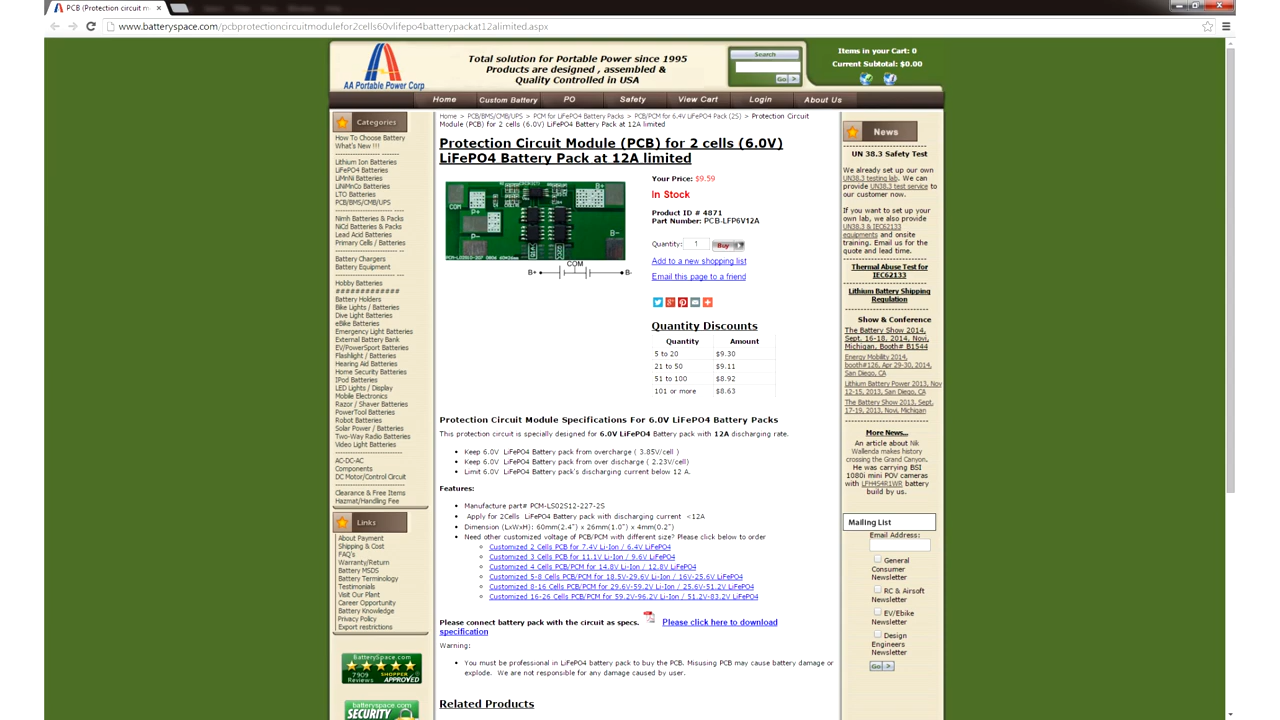 PCB (Protection circuit m
www.batteryspace.com/pcbprotectioncircuitmodulefor2cells60vlifepo4batterypackat12alimited.aspx
AA Portable Power Corp
Total solution for Portable Power since 1995
Products are designed , assembled &
Quality Controlled in USA
Search
Go >
Items in your Cart: 0
Current Subtotal: $0.00
Home
Custom Battery
PO
Safety
View Cart
Login
About Us
Categories
How To Choose Battery
What's New !!!
Lithium Ion Batteries
LiFePO4 Batteries
LiMnNi Batteries
LiNiMnCo Batteries
LTO Batteries
PCB/BMS/CMB/UPS
Nimh Batteries & Packs
NiCd Batteries & Packs
Lead Acid Batteries
Primary Cells / Batteries
Battery Chargers
Battery Equipment
Hobby Batteries
#############
Battery Holders
Bike Lights / Batteries
Dive Light Batteries
eBike Batteries
Emergency Light Batteries
External Battery Bank
EV/PowerSport Batteries
Flashlight / Batteries
Hearing Aid Batteries
Home Security Batteries
IPod Batteries
LED Lights / Display
Mobile Electronics
Razor / Shaver Batteries
PowerTool Batteries
Robot Batteries
Solar Power / Batteries
Two-Way Radio Batteries
Video Light Batteries
AC-DC-AC
Components
DC Motor/Control Circuit
Clearance & Free Items
Hazmat/Handling Fee
Links
About Payment
Shipping & Cost
FAQ's
Warranty/Return
Battery MSDS
Battery Terminology
Testimonials
Visit Our Plant
Career Opportunity
Battery Knowledge
Privacy Policy
Export restrictions
BatterySpace.com
7909
Reviews
SHOPPER
APPROVED
batteryspace.com
SECURITY
Home > PCB/BMS/CMB/UPS > PCM for LiFePO4 Battery Packs > PCB/PCM for 6.4V LiFePO4 Pack (2S) > Protection Circuit
Module (PCB) for 2 cells (6.0V) LiFePO4 Battery Pack at 12A limited
Protection Circuit Module (PCB) for 2 cells (6.0V)
LiFePO4 Battery Pack at 12A limited
COM
P+
P-
B+
B-
COM
B+
B-
Your Price: $9.59
In Stock
Product ID # 4871
Part Number: PCB-LFP6V12A
Quantity: 1 Buy
Add to a new shopping list
Email this page to a friend
Quantity Discounts
Quantity Amount
5 to 20 $9.30
21 to 50 $9.11
51 to 100 $8.92
101 or more $8.63
Protection Circuit Module Specifications For 6.0V LiFePO4 Battery Packs
This protection circuit is specially designed for 6.0V LiFePO4 Battery pack with 12A discharging rate.
Keep 6.0V LiFePO4 Battery pack from overcharge ( 3.85V/cell )
Keep 6.0V LiFePO4 Battery pack from over discharge ( 2.23V/cell)
Limit 6.0V LiFePO4 Battery pack's discharging current below 12 A.
Features:
Manufacture part# PCM-LS02S12-227-2S
Apply for 2Cells LiFePO4 Battery pack with discharging current <12A
Dimension (LxWxH): 60mm(2.4") x 26mm(1.0") x 4mm(0.2")
Need other customized voltage of PCB/PCM with different size? Please click below to order
Customized 2 Cells PCB for 7.4V Li-Ion / 6.4V LiFePO4
Customized 3 Cells PCB for 11.1V Li-Ion / 9.6V LiFePO4
Customized 4 Cells PCB/PCM for 14.8V Li-Ion / 12.8V LiFePO4
Customized 5-8 Cells PCB/PCM for 18.5V-29.6V Li-Ion / 16V-25.6V LiFePO4
Customized 8-16 Cells PCB/PCM for 29.6V-59.2V Li-Ion / 25.6V-51.2V LiFePO4
Customized 16-26 Cells PCB/PCM for 59.2V-96.2V Li-Ion / 51.2V-83.2V LiFePO4
Please connect battery pack with the circuit as specs. Please click here to download
specification
Warning:
You must be professional in LiFePO4 battery pack to buy the PCB. Misusing PCB may cause battery damage or
explode. We are not responsible for any damage caused by user.
Related Products
News
UN 38.3 Safety Test
We already set up our own
UN38.3 testing lab. We can
provide UN38.3 test service to
our customer now.
If you want to set up your
own lab, we also provide
UN38.3 & IEC62133
equipments and onsite
training. Email us for the
quote and lead time.
Thermal Abuse Test for
IEC62133
Lithium Battery Shipping
Regulation
Show & Conference
The Battery Show 2014,
Sept. 16-18, 2014, Novi,
Michigan, Booth# B1544
Energy Mobility 2014,
booth#126, Apr 29-30, 2014,
San Diego, CA
Lithium Battery Power 2013, Nov
12-15, 2013, San Diego, CA
The Battery Show 2013, Sept.
17-19, 2013, Novi, Michigan
More News...
An article about Nik
Wallenda makes history
crossing the Grand Canyon.
He was carrying BSI
1080i mini POV cameras
with LFH4S4R1WR battery
build by us.
Mailing List
Email Address:
General
Consumer
Newsletter
RC & Airsoft
Newsletter
EV/Ebike
Newsletter
Design
Engineers
Newsletter
Go >